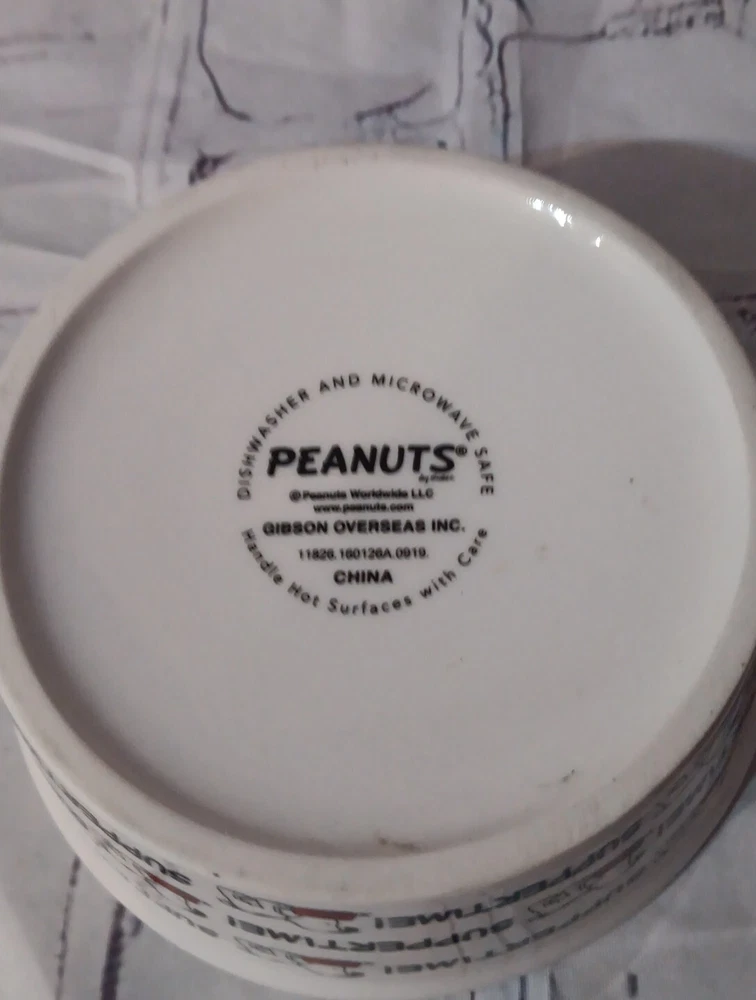 DISHWASHER AND MICROWAVE SAFE
PEANUTS®
©Peanuts Worldwide LLC
www.peanuts.com
GIBSON OVERSEAS INC.
11826.160126A.0919.
CHINA
Handle Hot Surfaces with Care
SUPPERTIME!
SUPPERTIME!
SUPPERTIME!